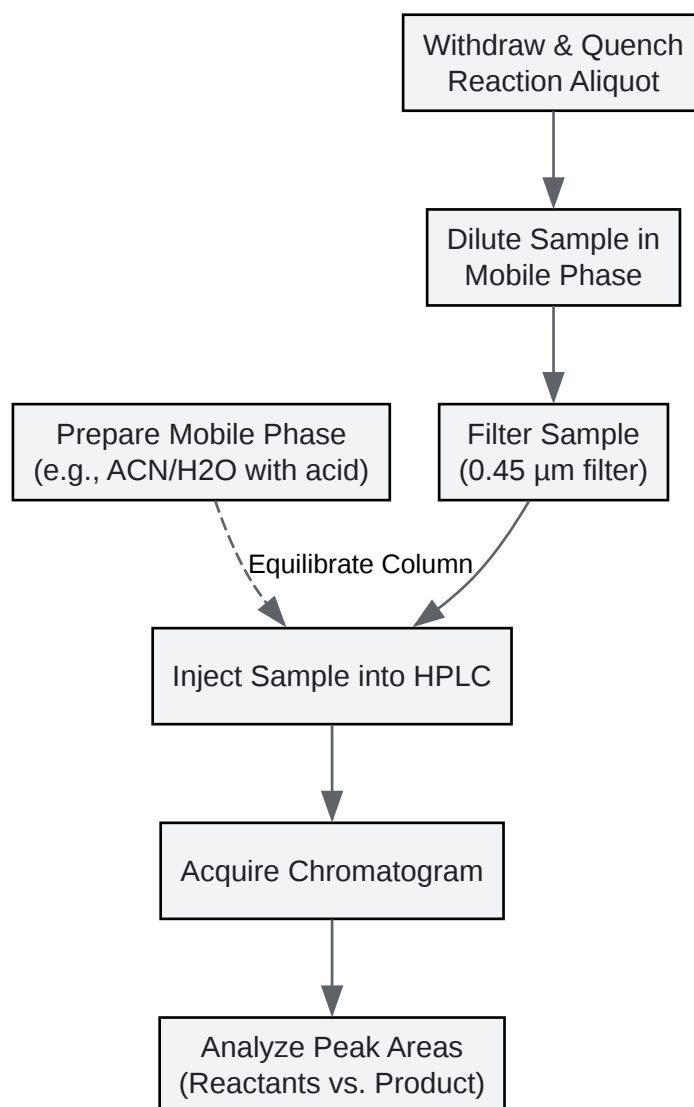 Withdraw & Quench
Reaction Aliquot
Dilute Sample in
Mobile Phase
Prepare Mobile Phase
(e.g., ACN/H2O with acid)
Filter Sample
(0.45 µm filter)
Equilibrate Column
Inject Sample into HPLC
Acquire Chromatogram
Analyze Peak Areas
(Reactants vs. Product)